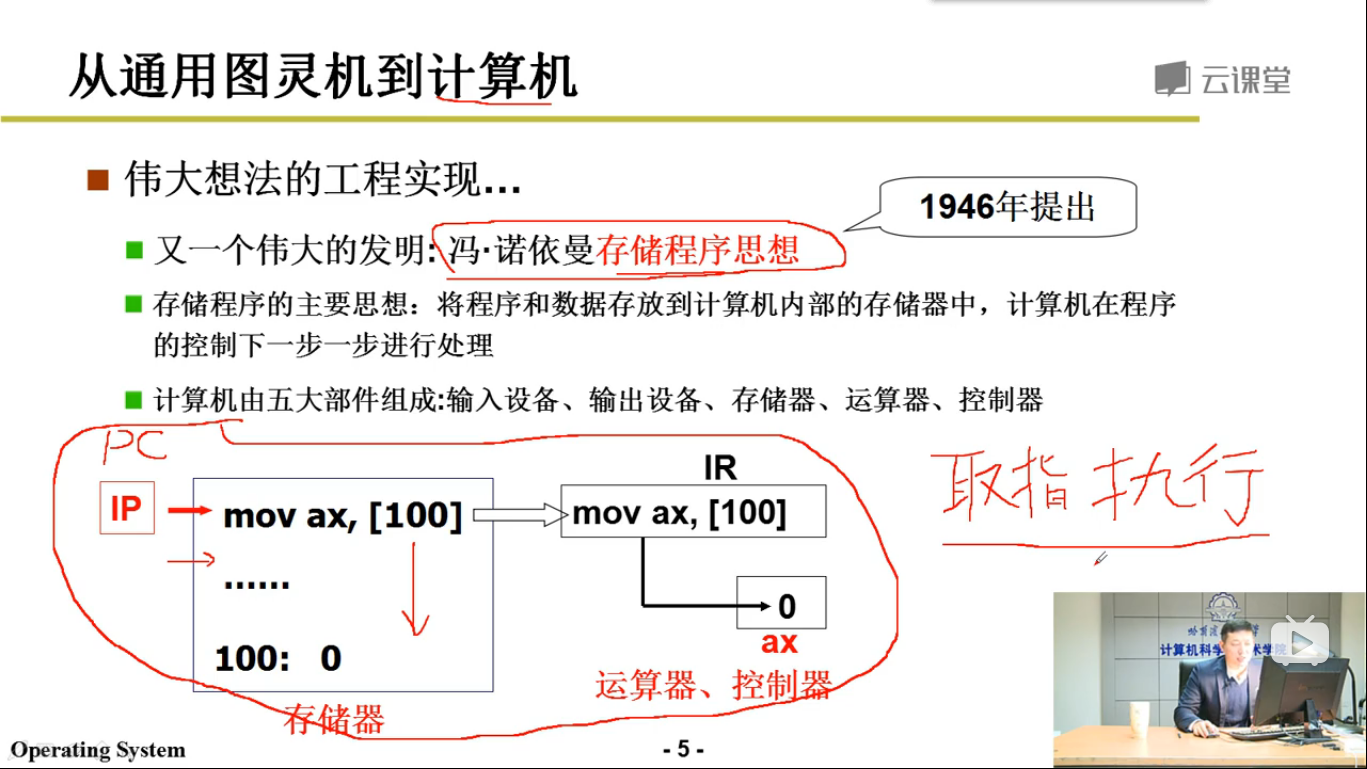 从通用图灵机到计算机
云课堂
伟大想法的工程实现...
1946年提出
又一个伟大的发明: 冯·诺依曼存储程序思想
存储程序的主要思想：将程序和数据存放到计算机内部的存储器中，计算机在程序
的控制下一步一步进行处理
计算机由五大部件组成:输入设备、输出设备、存储器、运算器、控制器
PC
IP
mov ax, [100]
......
100: 0
存储器
IR
mov ax, [100]
0
ax
运算器、控制器
取指 执行
计算机科学
术学院
Operating System
- 5 -